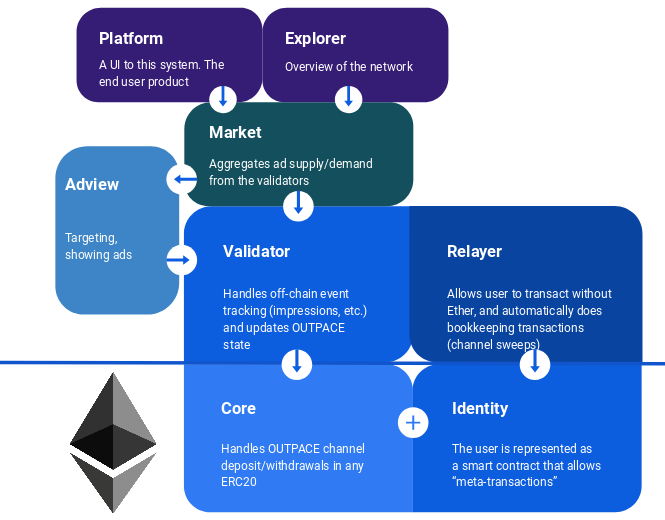 Platform
A UI to this system. The
end user product
Explorer
Overview of the network
Market
Aggregates ad supply/demand
from the validators
Adview
Targeting,
showing ads
Validator
Handles off-chain event
tracking (impressions, etc.)
and updates OUTPACE
state
Relayer
Allows user to transact without
Ether, and automatically does
bookkeeping transactions
(channel sweeps)
Core
Handles OUTPACE channel
deposit/withdrawals in any
ERC20
Identity
The user is represented as
a smart contract that allows
“meta-transactions”